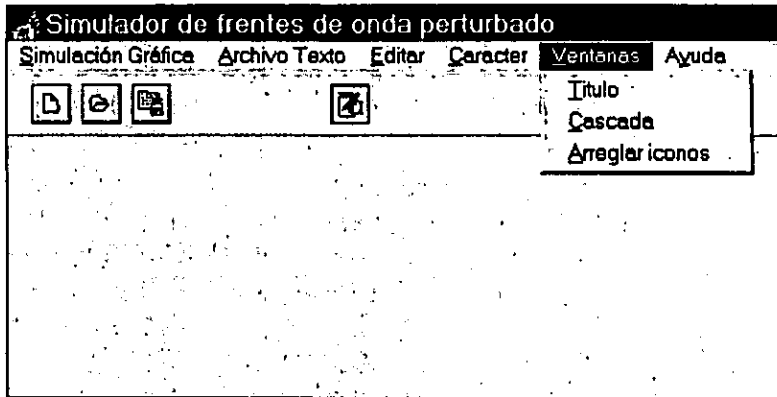 Simulador de frentes de onda perturbado
Simulación Gráfica Archivo Texto Editar Caracter Ventanas Ayuda
Titulo
Cascada
Arreglar iconos